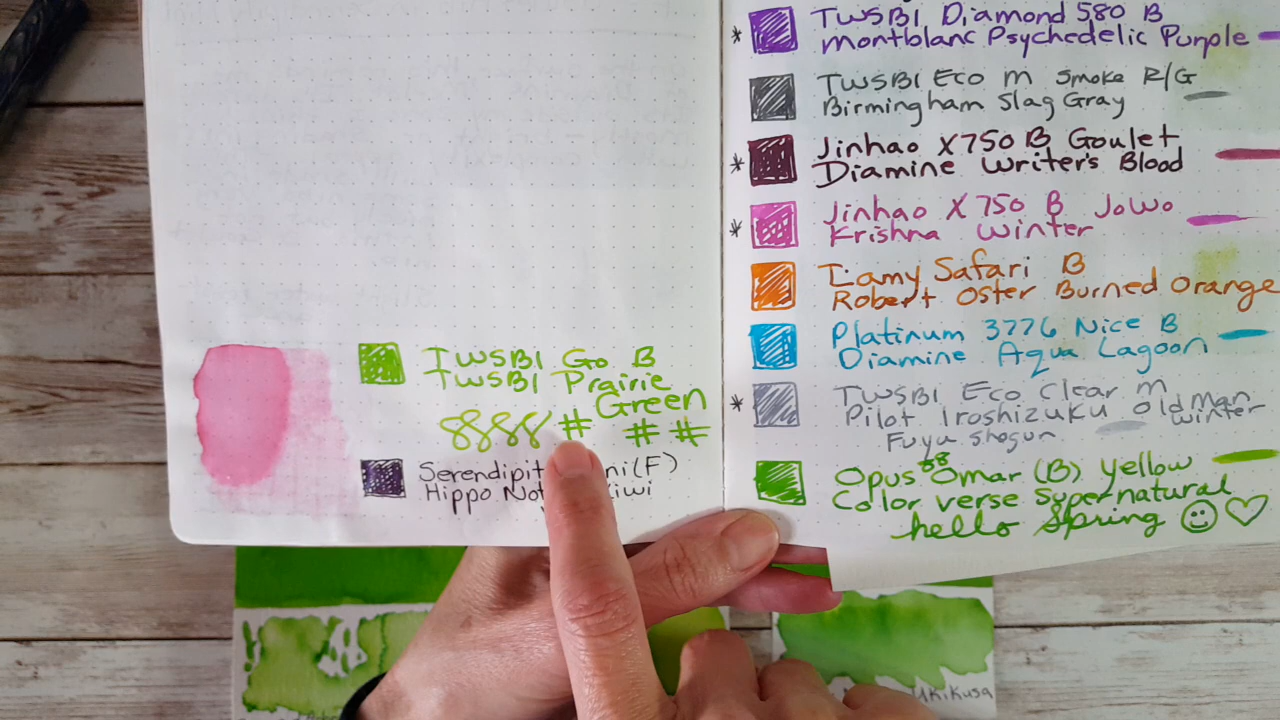 TWSBI Go B
TWSBI Prairie
Green
8888 # # #
(F)
Hippo
TWSBI Diamond 580 B
montblanc Psychedelic Purple
TWSBI Eco M Smoke R/G
Birmingham Slag Gray
Jinhao X750 B Goulet
Diamine Writer's Blood
Jinhao X 750 B JoWo
Krishna Winter
Lamy Safari B
Robert Oster Burned Orange
Platinum 3776 Nice B
Diamine Aqua Lagoon
TWSBI Eco Clear M
Pilot Iroshizuku old man
winter
Fuyu shogun
Opus 88 Omar (B) yellow
Color verse Supernatural
hello Spring
UKIKUSA